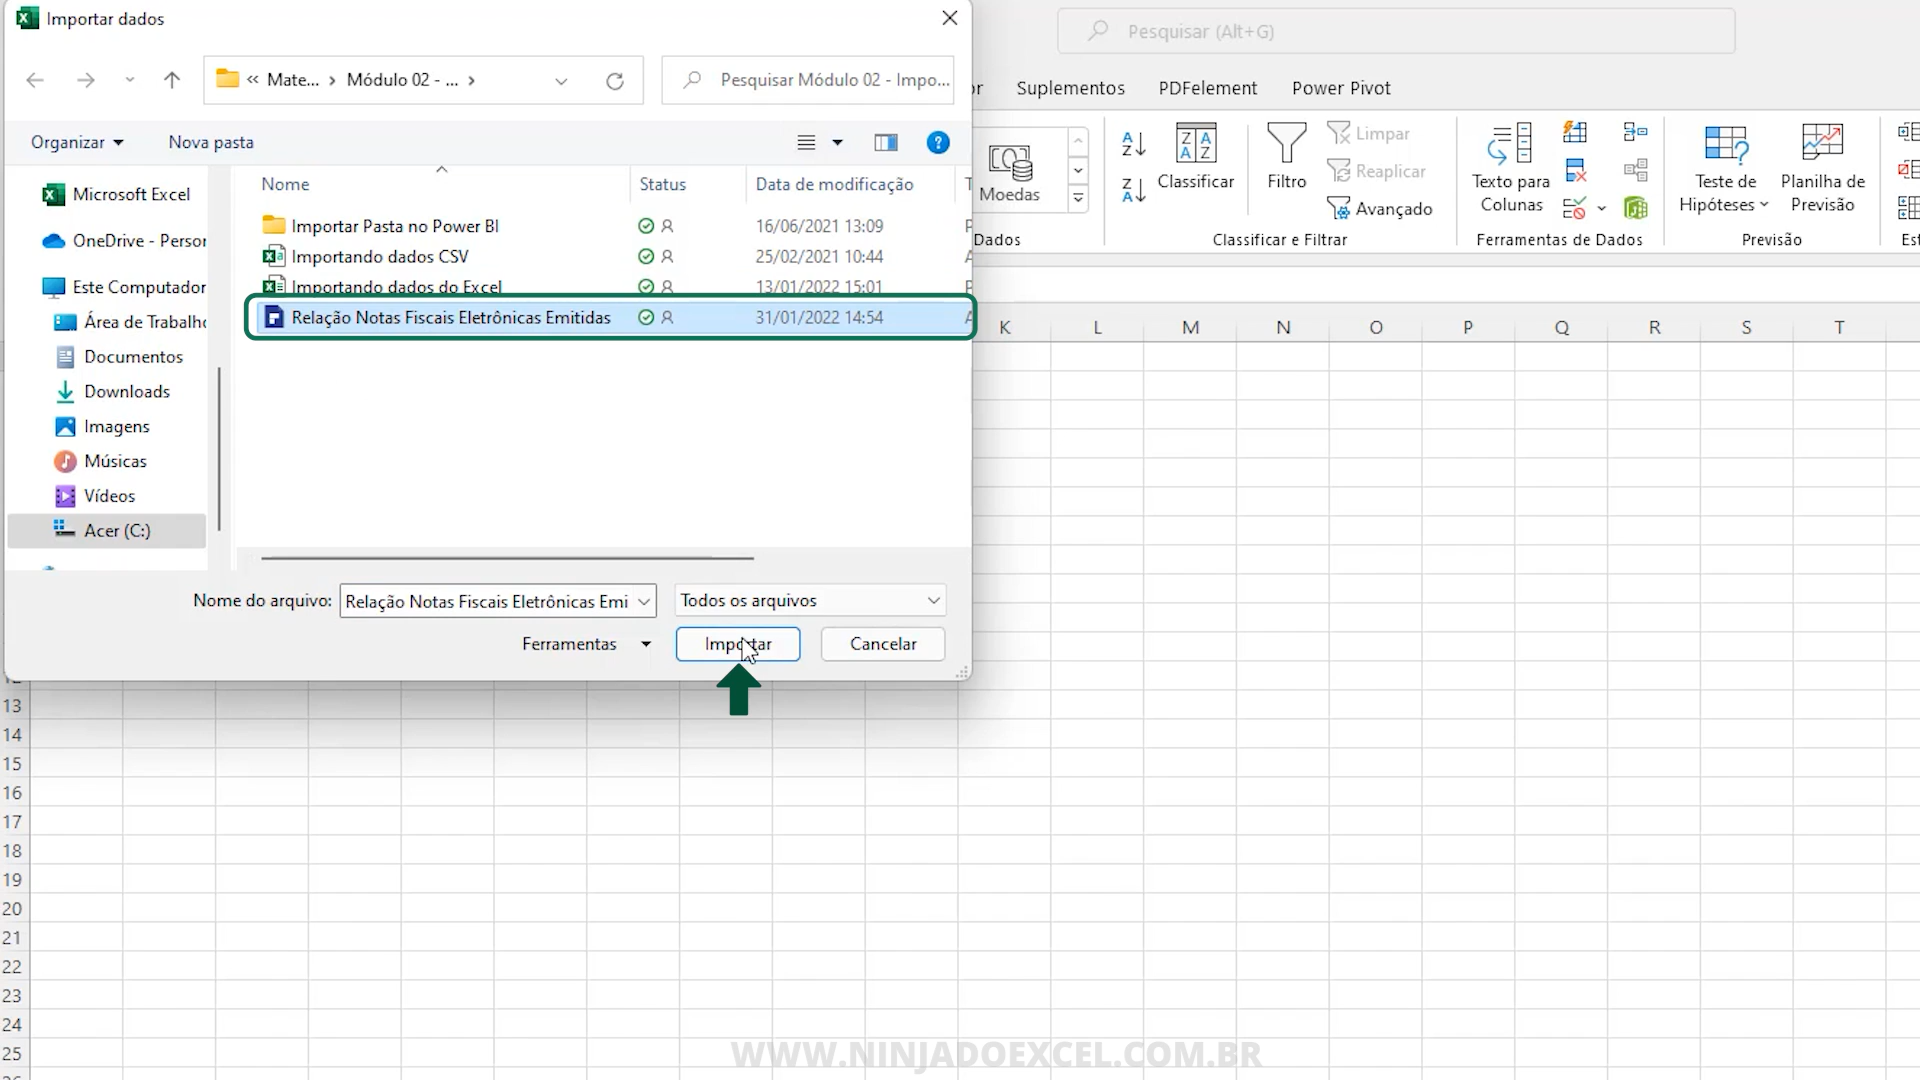 Importar dados
Pesquisar (Alt+G)
« Mate... › Módulo 02 - ... ›
Pesquisar Módulo 02 - Impo...
Suplementos
PDFelement
Power Pivot
Organizar
Nova pasta
Moedas
Classificar
Filtro
Limpar
Reaplicar
Avançado
Texto para Colunas
Teste de Hipóteses
Planilha de Previsão
Dados
Classificar e Filtrar
Ferramentas de Dados
Previsão
Est
Nome
Status
Data de modificação
Microsoft Excel
OneDrive - Persor
Este Computador
Área de Trabalho
Documentos
Downloads
Imagens
Músicas
Vídeos
Acer (C:)
Importar Pasta no Power BI 16/06/2021 13:09
Importando dados CSV 25/02/2021 10:44
Importando dados do Excel 13/01/2022 15:01
Relação Notas Fiscais Eletrônicas Emitidas 31/01/2022 14:54
K L M N O P Q R S T
Nome do arquivo: Relação Notas Fiscais Eletrônicas Emi
Todos os arquivos
Ferramentas
Importar
Cancelar
13
14
15
16
17
18
19
20
21
22
23
24
25
WWW.NINJADOEXCEL.COM.BR